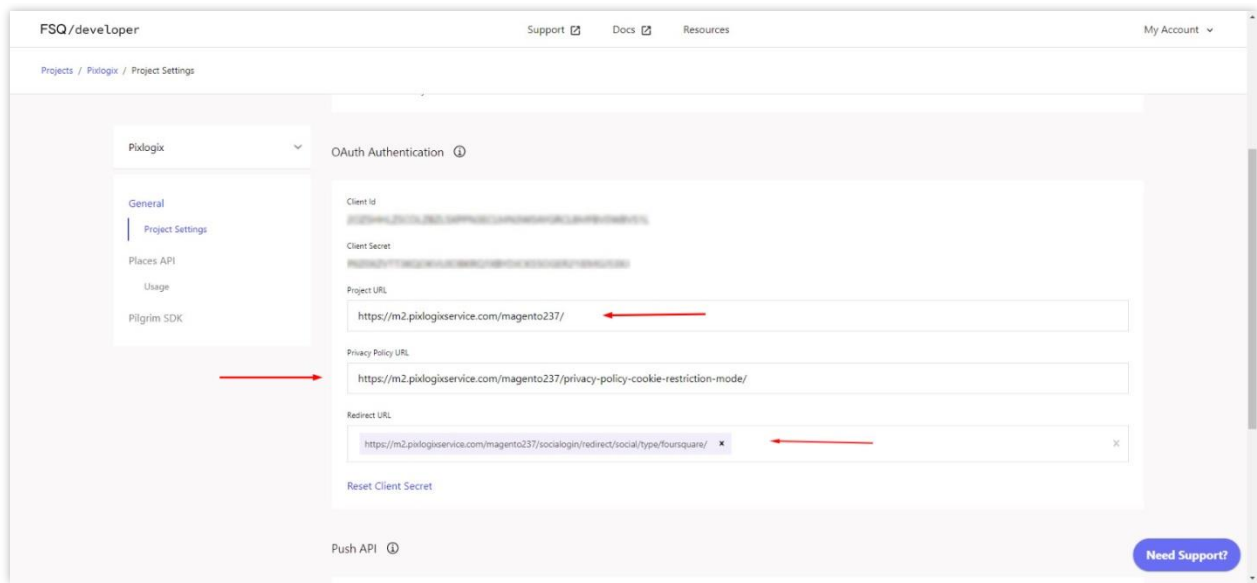 FSQ/developer
Support
Docs
Resources
My Account
Projects / Pixlogix / Project Settings
Pixlogix
General
Project Settings
Places API
Usage
Pilgrim SDK
OAuth Authentication
Client Id
Client Secret
Project URL
https://m2.pixlogixservice.com/magento237/
Privacy Policy URL
https://m2.pixlogixservice.com/magento237/privacy-policy-cookie-restriction-mode/
Redirect URL
https://m2.pixlogixservice.com/magento237/socialogin/redirect/social/type/foursquare/ x
x
Reset Client Secret
Push API
Need Support?